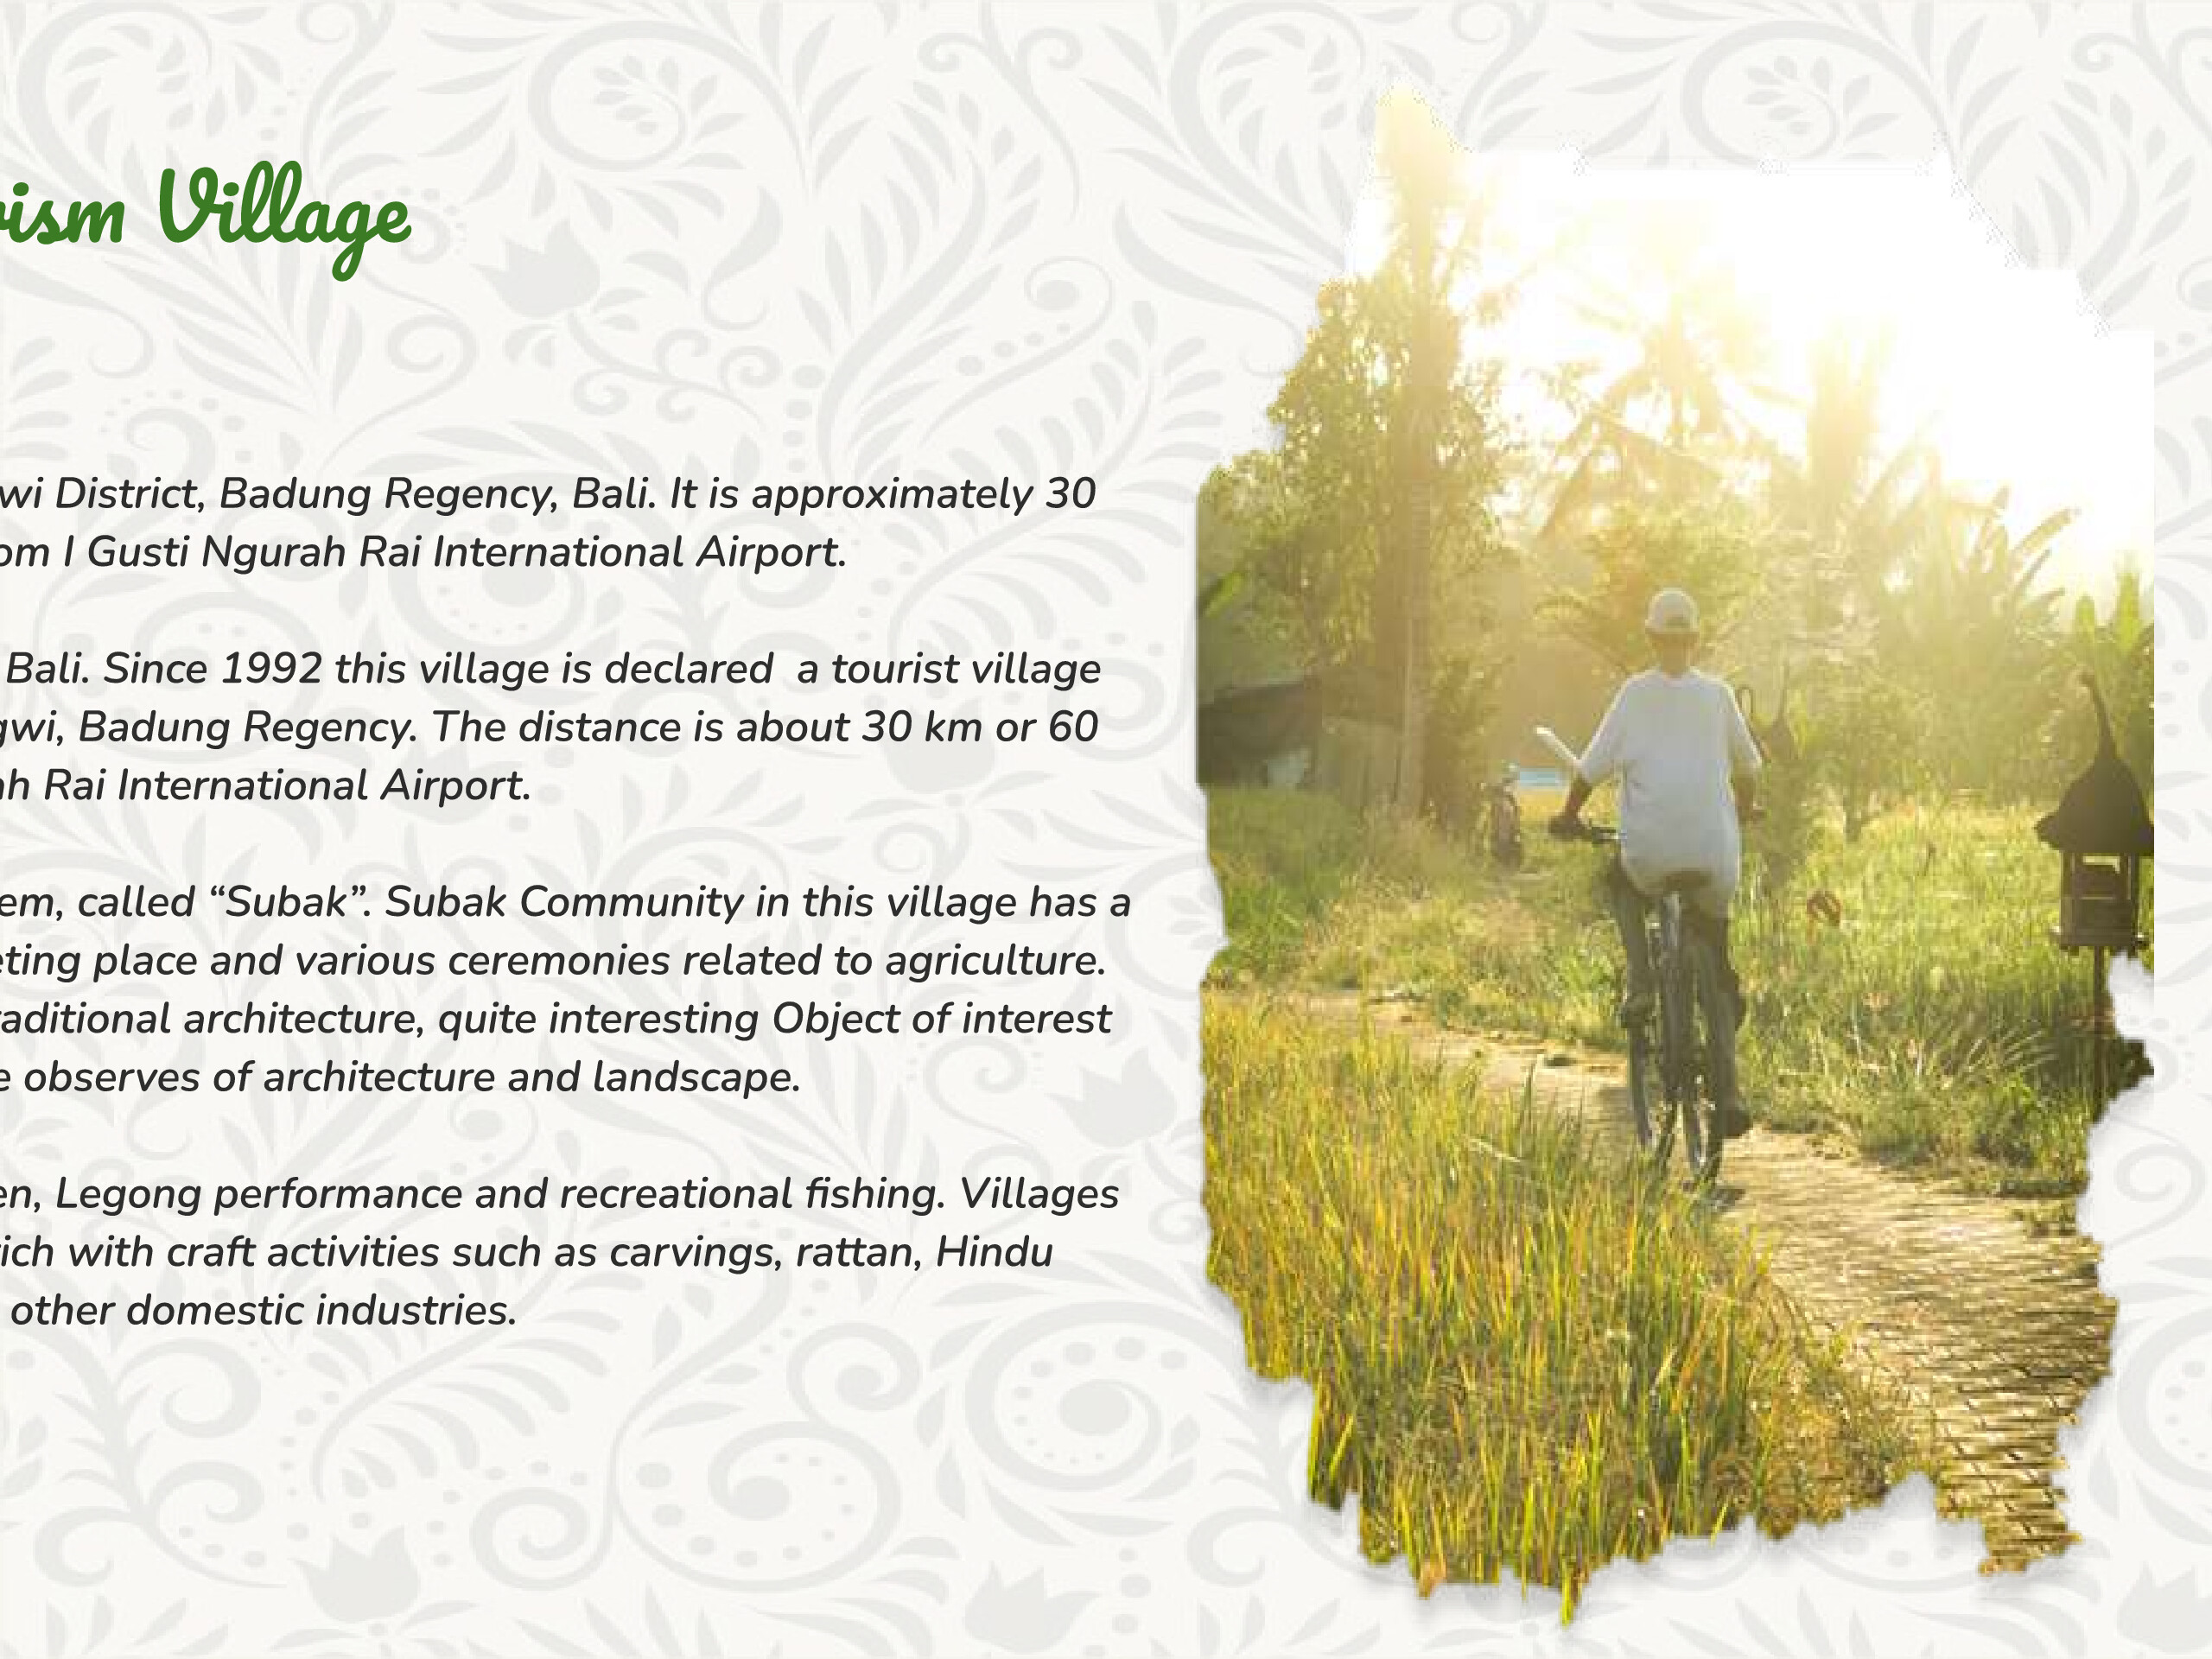 ism Village
wi District, Badung Regency, Bali. It is approximately 30
om I Gusti Ngurah Rai International Airport.
Bali. Since 1992 this village is declared  a tourist village
gwi, Badung Regency. The distance is about 30 km or 60
ah Rai International Airport.
em, called “Subak”. Subak Community in this village has a
eting place and various ceremonies related to agriculture.
raditional architecture, quite interesting Object of interest
e observes of architecture and landscape.
en, Legong performance and recreational fishing. Villages
rich with craft activities such as carvings, rattan, Hindu
other domestic industries.